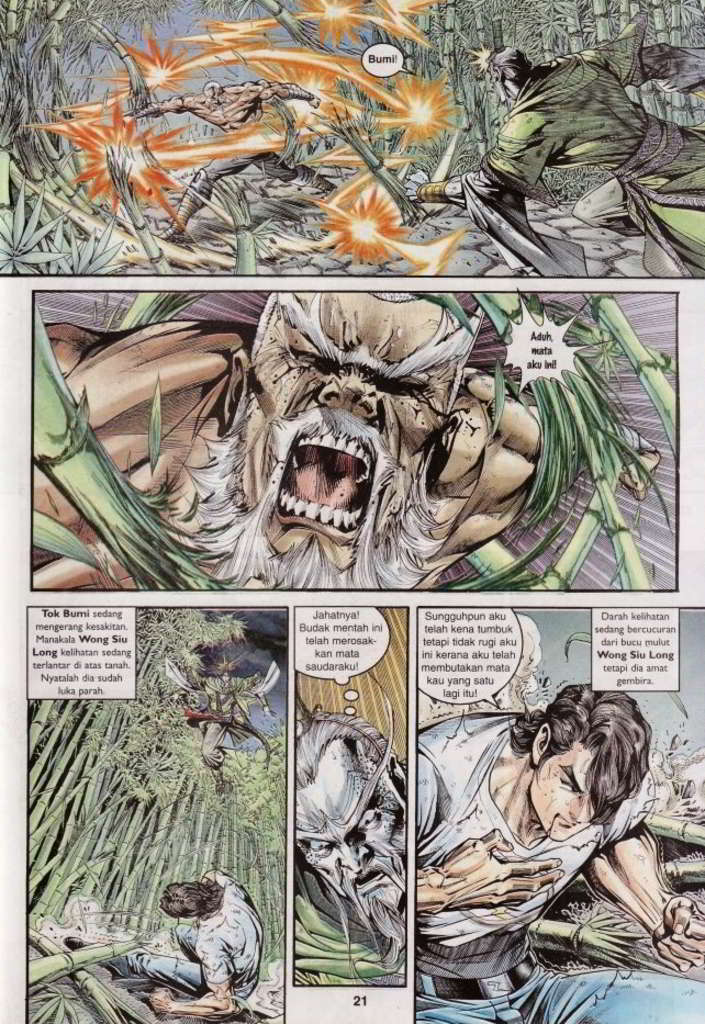 Bumi!
Aduh,
mata
aku ini!
Tok Bumi sedang
mengerang kesakitan.
Manakala Wong Siu
Long kelihatan sedang
terlantar di atas tanah.
Nyatalah dia sudah
luka parah.
Jahatnya!
Budak mentah ini
telah merosak-
kan mata
saudaraku!
Sungguhpun aku
telah kena tumbuk
tetapi tidak rugi aku
ini kerana aku telah
membutakan mata
kau yang satu
lagi itu!
Darah kelihatan
sedang bercucuran
dari bucu mulut
Wong Siu Long
tetapi dia amat
gembira.
21